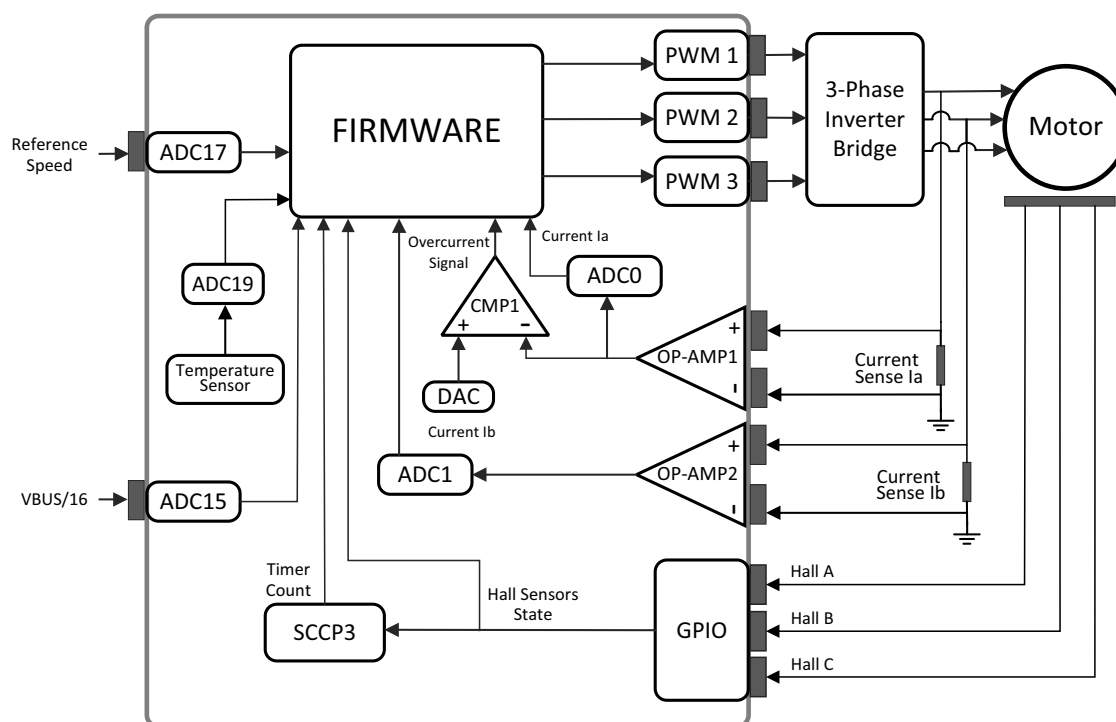 PWM 1
PWM 2
PWM 3
3-Phase
Inverter
Bridge
Motor
FIRMWARE
Reference
Speed
ADC17
ADC19
Temperature
Sensor
Overcurrent
Signal
Current Ia
ADC0
CMP1
+
-
DAC
OP-AMP1
+
-
Current
Sense Ia
Current Ib
ADC1
OP-AMP2
+
-
Current
Sense Ib
VBUS/16
ADC15
Timer
Count
SCCP3
Hall Sensors
State
GPIO
Hall A
Hall B
Hall C